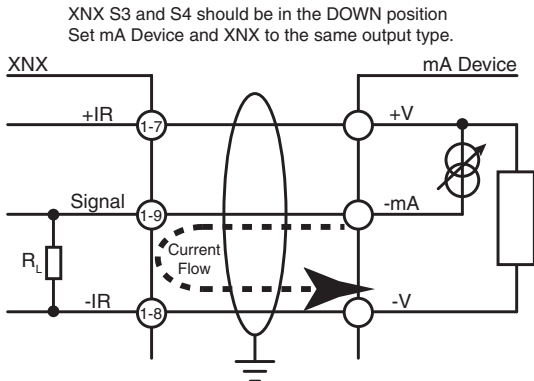 XNX S3 and S4 should be in the DOWN position
Set mA Device and XNX to the same output type.
XNX
mA Device
+IR
1-7
+V
Signal
1-9
-mA
Current
Flow
RL
-IR
1-8
-V